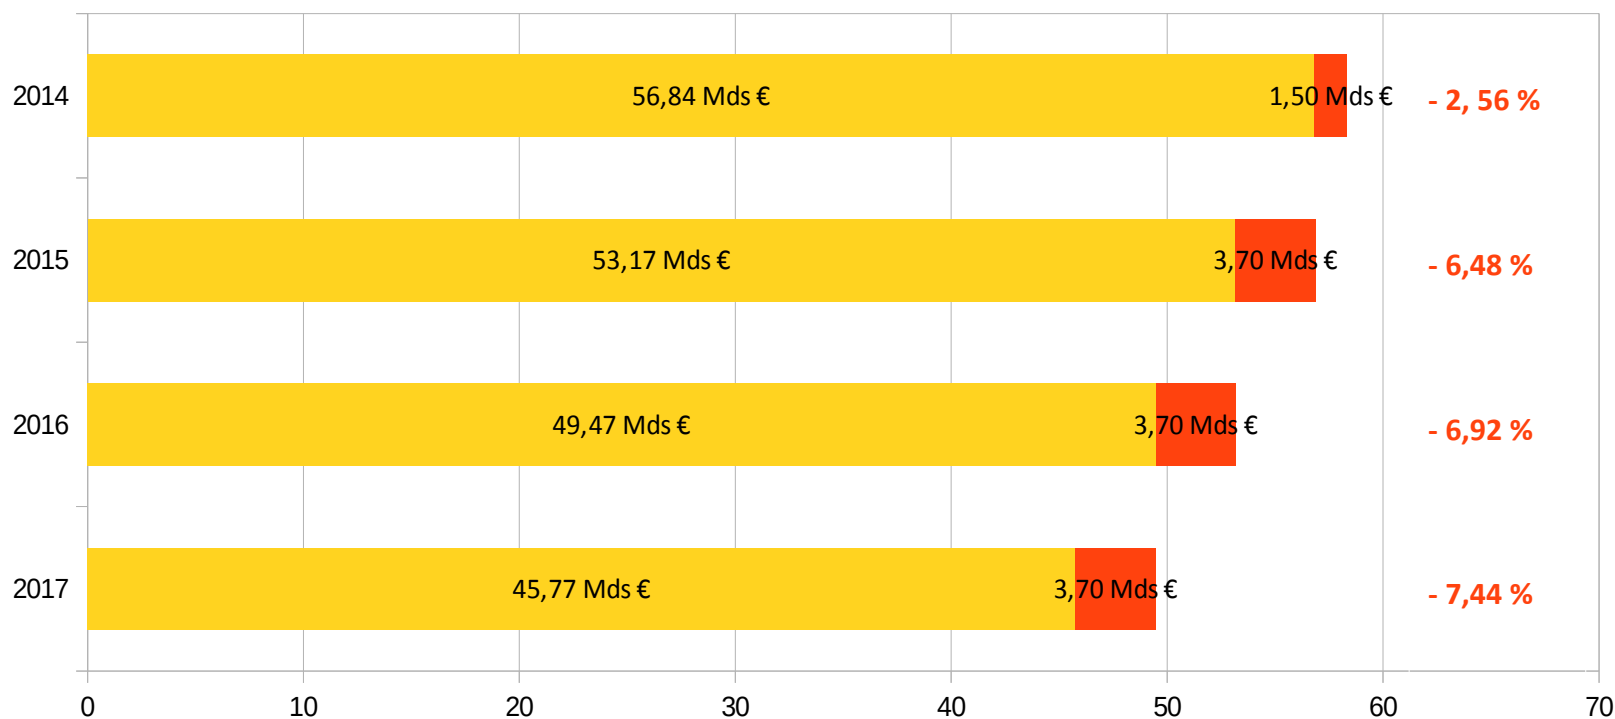 2014 56,84 Mds € 1,50 Mds € - 2, 56 %
2015 53,17 Mds € 3,70 Mds € - 6,48 %
2016 49,47 Mds € 3,70 Mds € - 6,92 %
2017 45,77 Mds € 3,70 Mds € - 7,44 %
0 10 20 30 40 50 60 70